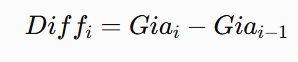 Diff_i = Gia_i − Gia_{i−1}